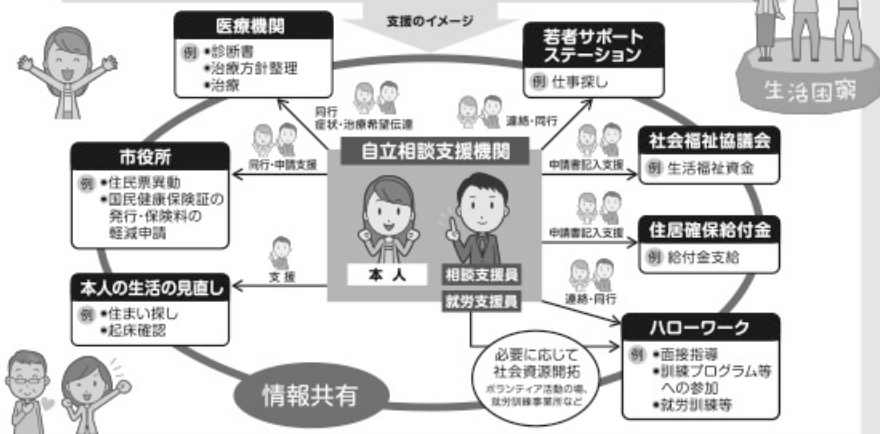 支援のイメージ
医療機関
例 ●診断書
●治療方針整理
●治療
若者サポート
ステーション
例 仕事探し
生活困窮
同行
症状・治療希望伝達
連絡・同行
市役所
例 ●住民票異動
●国民健康保険証の
発行・保険料の
軽減申請
同行・申請支援
自立相談支援機関
本人
相談支援員
就労支援員
申請書記入支援
社会福祉協議会
例 生活福祉資金
申請書記入支援
住居確保給付金
例 給付金支給
本人の生活の見直し
例 ●住まい探し
●起床確認
支援
連絡・同行
ハローワーク
例 ●面接指導
●訓練プログラム等
への参加
●就労訓練等
必要に応じて
社会資源開拓
ボランティア活動の場、
就労訓練事業所など
情報共有